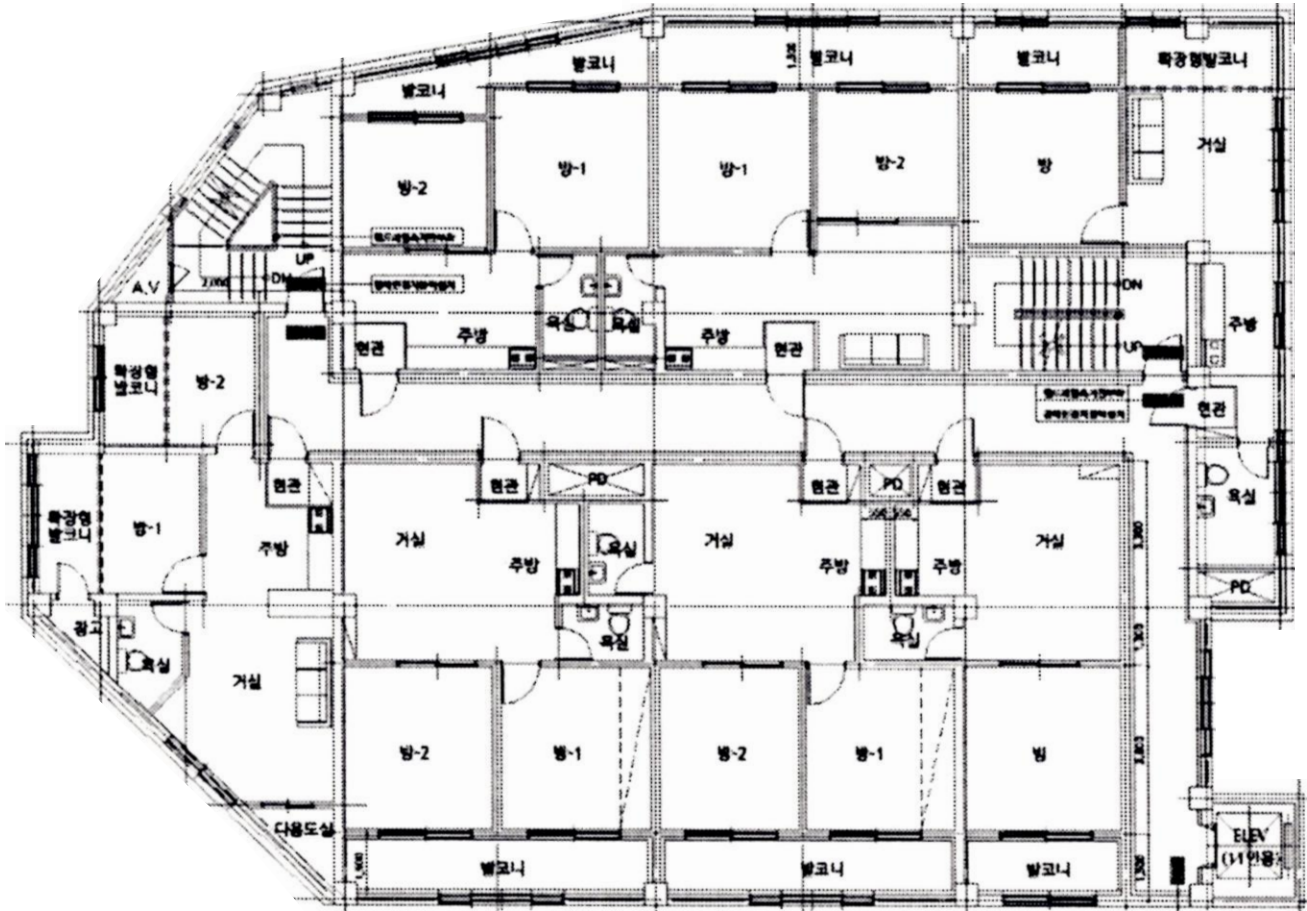 발코니
발코니
발코니
확장형발코니
발코니
1,500
거실
방-1
방-1
방-2
방
방-2
UP
DN
DN
A.V
욕실
욕실
주방
주방
현관
현관
주방
UP
확장형
발코니
방-2
현관
현관
현관
PD
현관
PD
현관
욕실
확장형
발코니
방-1
주방
거실
주방
욕실
거실
주방
주방
거실
PD
창고
욕실
욕실
욕실
거실
방-2
방-1
방-2
방-1
방
다용도실
발코니
발코니
발코니
1,500
ELEV